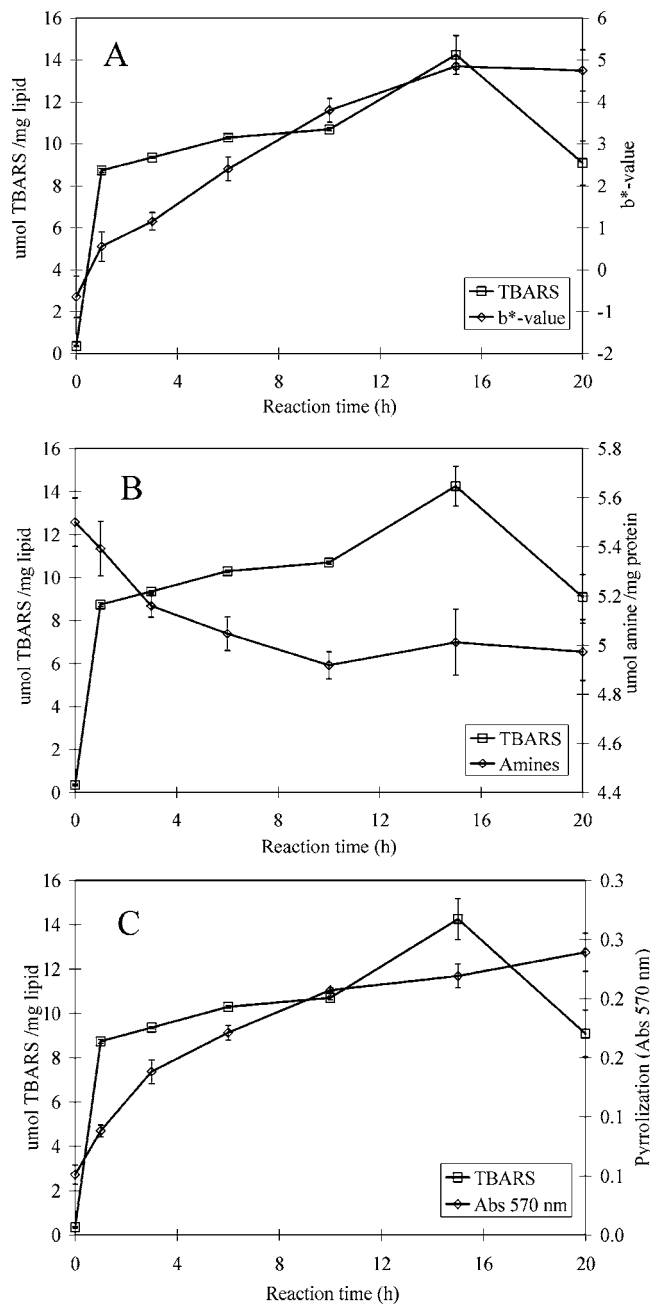 A
16
14
12
10
8
6
4
2
0
umol TBARS /mg lipid
6
5
4
3
2
1
0
-1
-2
b*-value
TBARS
b*-value
0 4 8 12 16 20
Reaction time (h)
B
16
14
12
10
8
6
4
2
0
umol TBARS /mg lipid
5.8
5.6
5.4
5.2
5
4.8
4.6
4.4
umol amine /mg protein
TBARS
Amines
0 4 8 12 16 20
Reaction time (h)
C
16
14
12
10
8
6
4
2
0
umol TBARS /mg lipid
0.3
0.3
0.2
0.2
0.1
0.1
0.0
Pyrrolization (Abs 570 nm)
TBARS
Abs 570 nm
0 4 8 12 16 20
Reaction time (h)